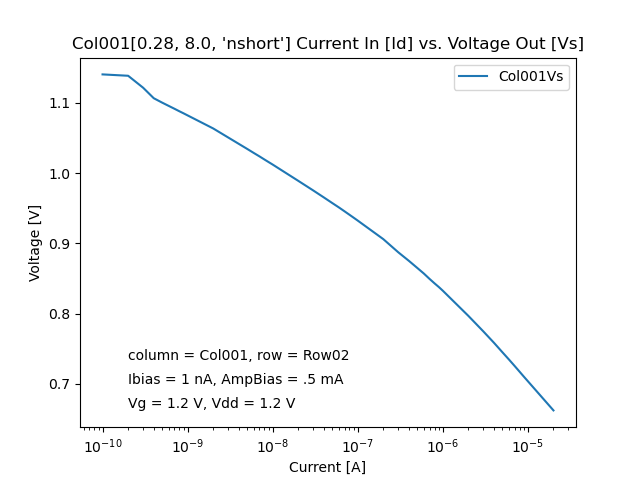 Col001[0.28, 8.0, 'nshort'] Current In [Id] vs. Voltage Out [Vs]
Col001Vs
1.1
1.0
0.9
0.8
0.7
Voltage [V]
column = Col001, row = Row02
Ibias = 1 nA, AmpBias = .5 mA
Vg = 1.2 V, Vdd = 1.2 V
10⁻¹⁰ 10⁻⁹ 10⁻⁸ 10⁻⁷ 10⁻⁶ 10⁻⁵
Current [A]